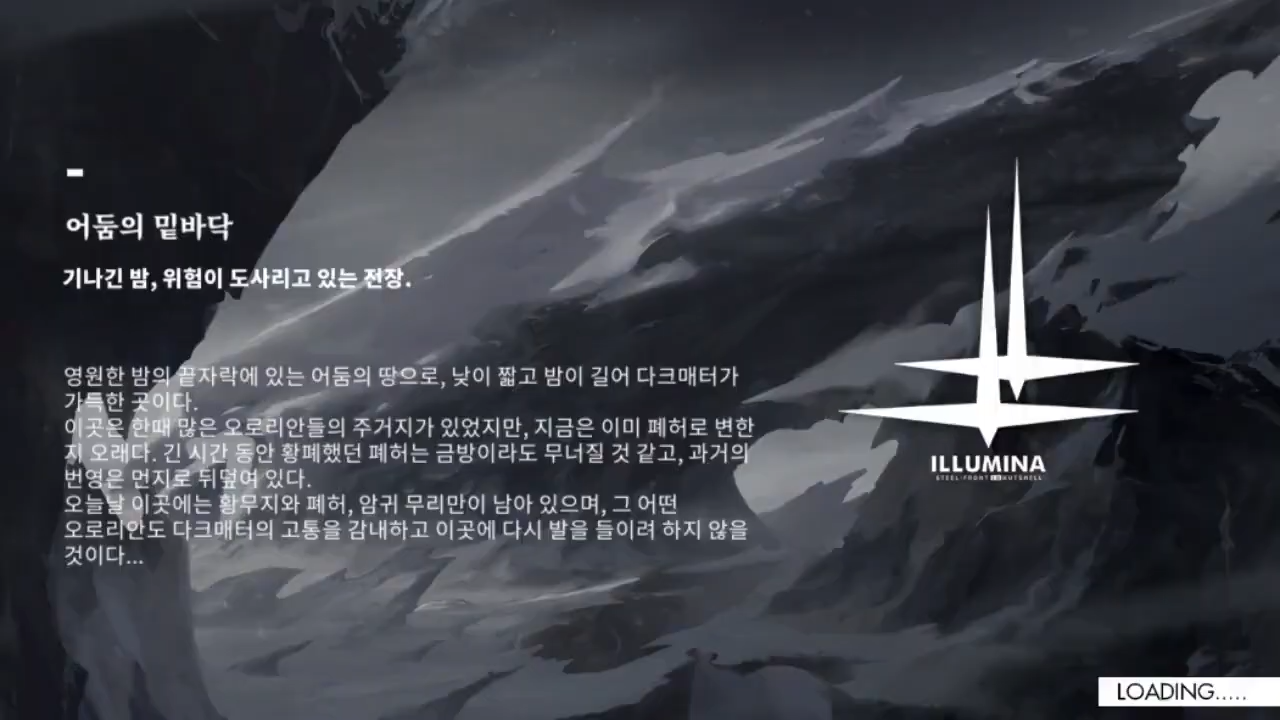 어둠의 밑바닥
기나긴 밤, 위험이 도사리고 있는 전장.
영원한 밤의 끝자락에 있는 어둠의 땅으로, 낮이 짧고 밤이 길어 다크매터가
가득한 곳이다.
이곳은 한때 많은 오로리안들의 주거지가 있었지만, 지금은 이미 폐허로 변한
지 오래다. 긴 시간 동안 황폐했던 폐허는 금방이라도 무너질 것 같고, 과거의
번영은 먼지로 뒤덮여 있다.
오늘날 이곳에는 황무지와 폐허, 암귀 무리만이 남아 있으며, 그 어떤
오로리안도 다크매터의 고통을 감내하고 이곳에 다시 발을 들이려 하지 않을
것이다...
ILLUMINA
STEEL-FRONT NUTSHELL
LOADING.....